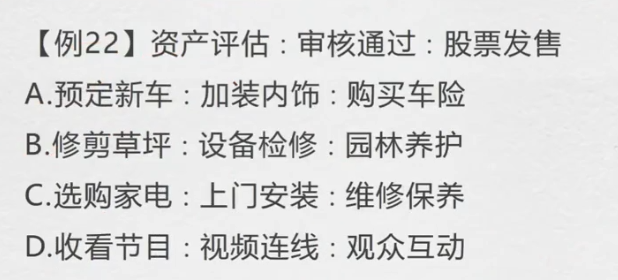 【例22】资产评估：审核通过：股票发售
A.预定新车：加装内饰：购买车险
B.修剪草坪：设备检修：园林养护
C.选购家电：上门安装：维修保养
D.收看节目：视频连线：观众互动